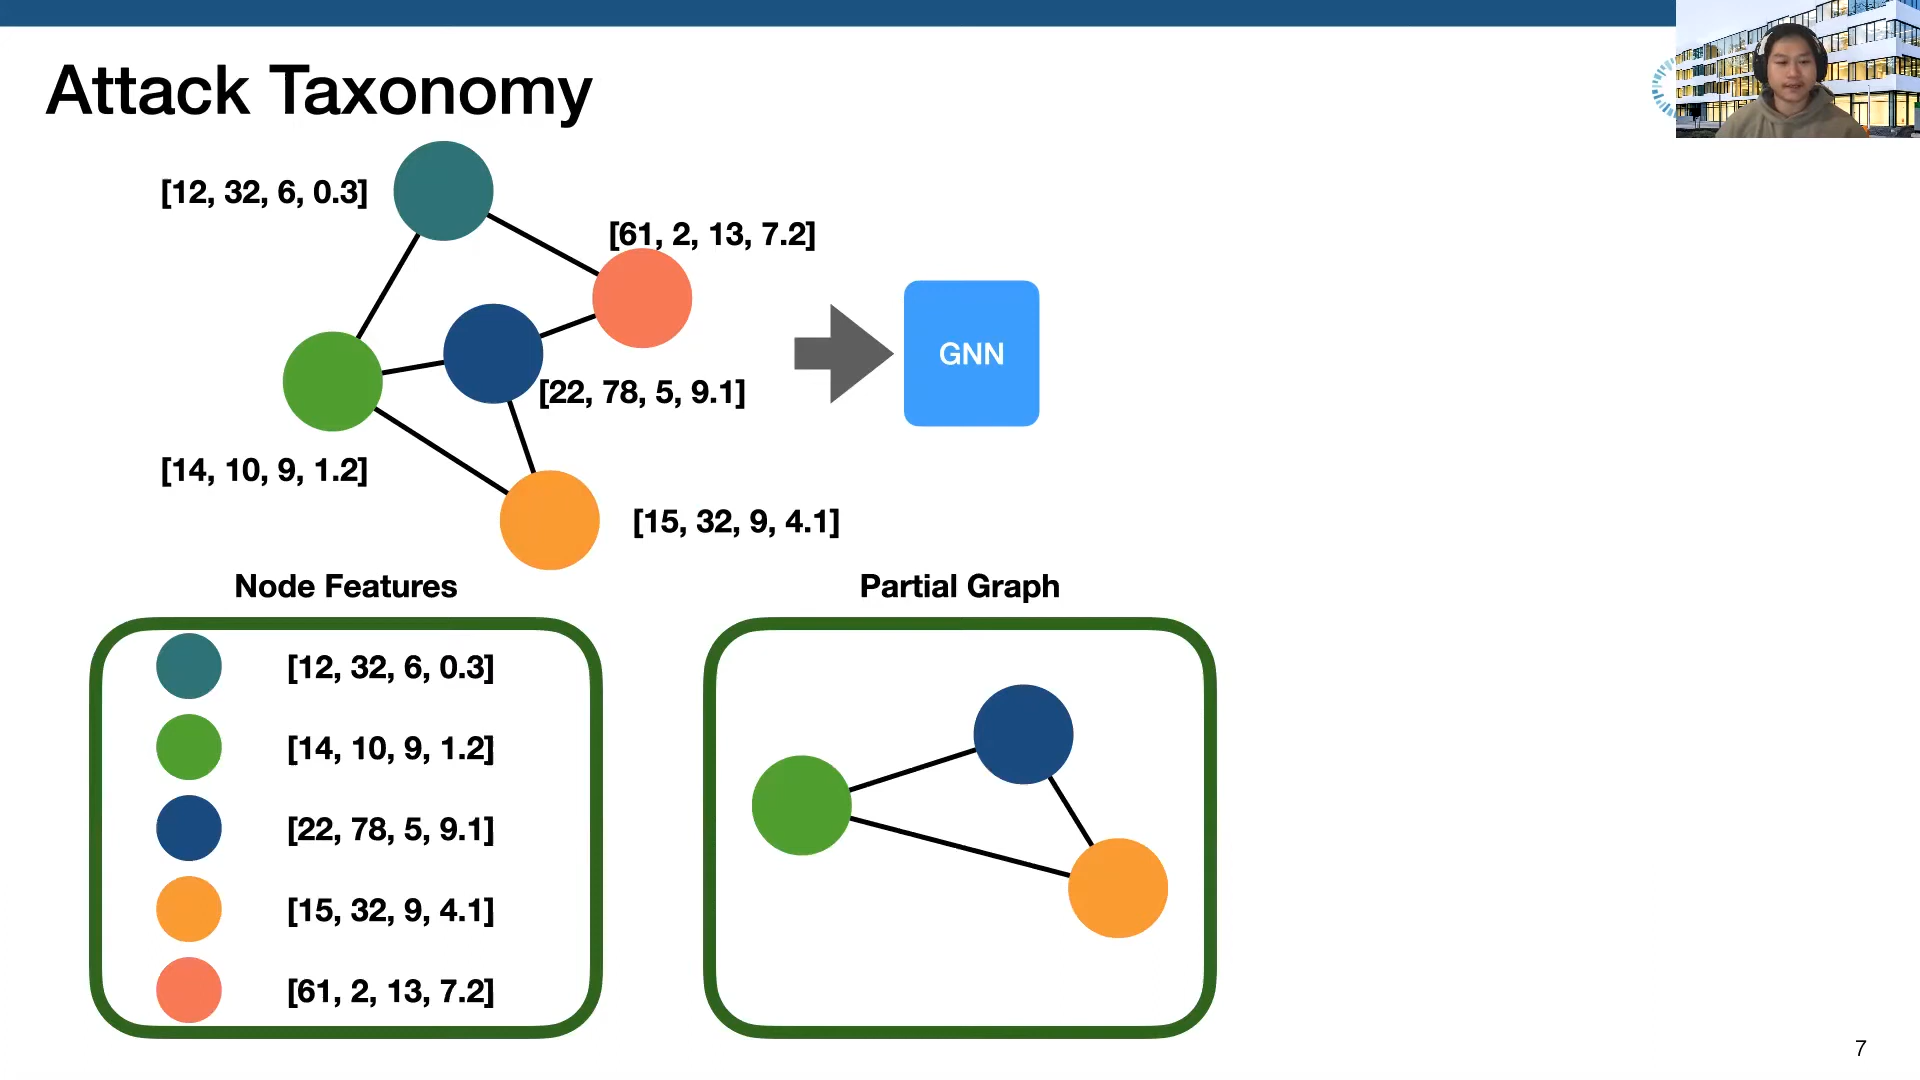 Attack Taxonomy
[12, 32, 6, 0.3]
[61, 2, 13, 7.2]
GNN
[22, 78, 5, 9.1]
[14, 10, 9, 1.2]
[15, 32, 9, 4.1]
Node Features
[12, 32, 6, 0.3]
[14, 10, 9, 1.2]
[22, 78, 5, 9.1]
[15, 32, 9, 4.1]
[61, 2, 13, 7.2]
Partial Graph
7